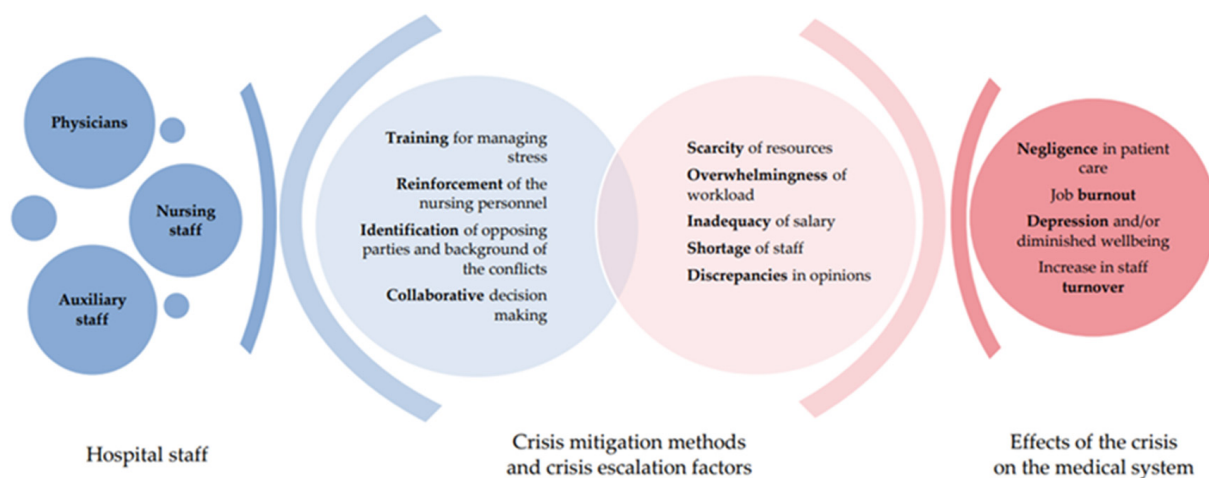 Physicians
Nursing
staff
Auxiliary
staff
Training for managing
stress
Reinforcement of the
nursing personnel
Identification of opposing
parties and background of
the conflicts
Collaborative decision
making
Scarcity of resources
Overwhelmingness of
workload
Inadequacy of salary
Shortage of staff
Discrepancies in opinions
Negligence in patient
care
Job burnout
Depression and/or
diminished wellbeing
Increase in staff
turnover
Hospital staff
Crisis mitigation methods
and crisis escalation factors
Effects of the crisis
on the medical system